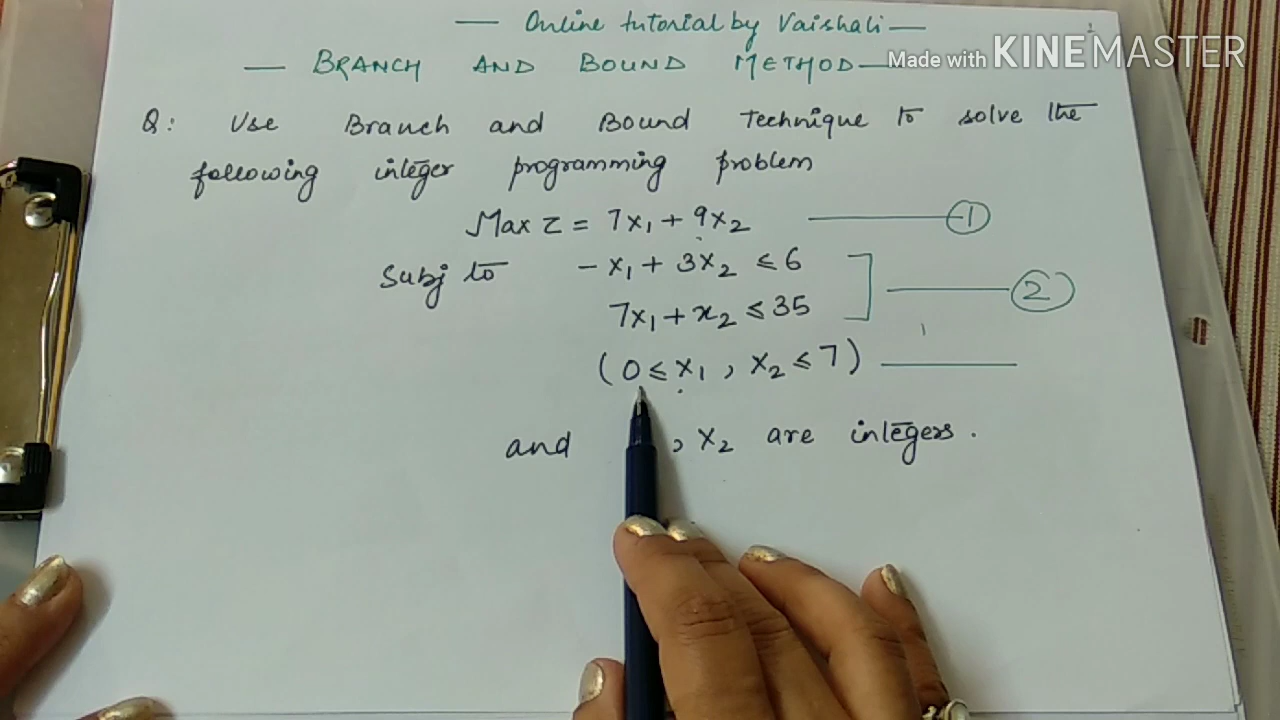 — Online tutorial by Vaishali —
Made with KINEMASTER
— BRANCH AND BOUND METHOD —
Q: Use Branch and Bound Technique to solve the
following integer programming problem
Max Z = 7x₁ + 9x₂ — ①
Subj to - x₁ + 3x₂ ≤ 6
7x₁ + x₂ ≤ 35 ] — ②
(0 ≤ x₁, x₂ ≤ 7) —
and , x₂ are integers.